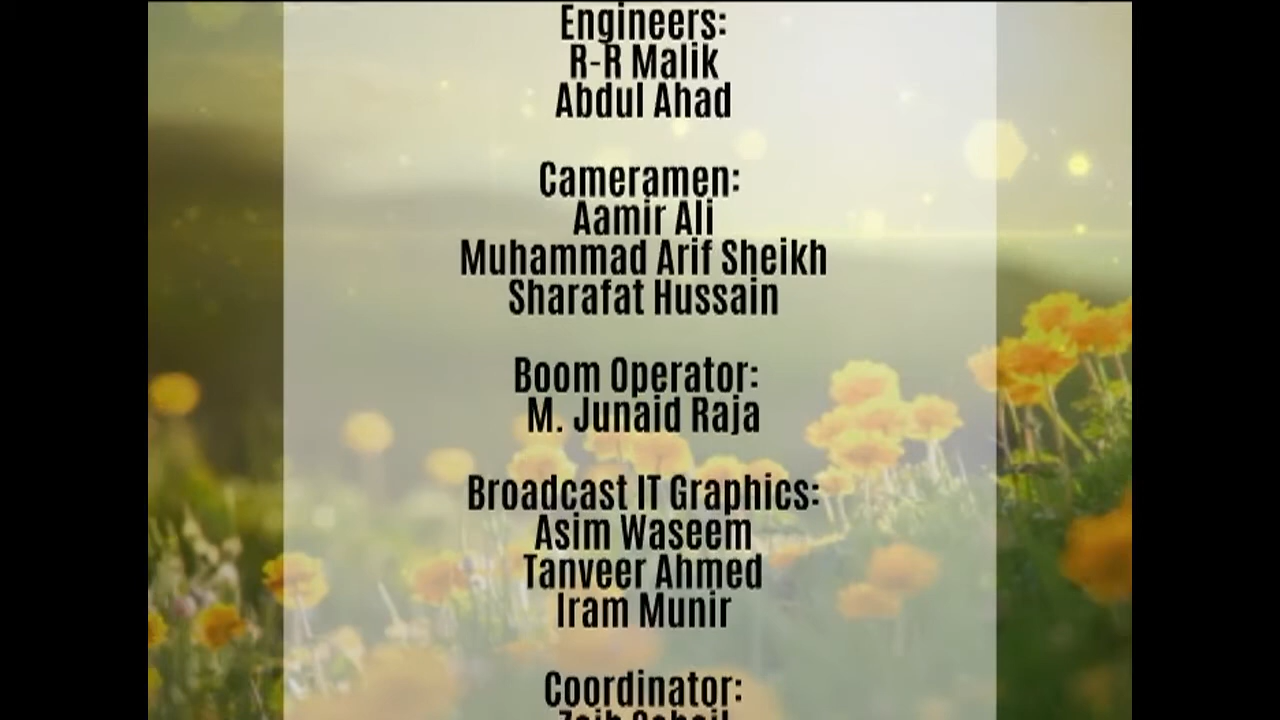 Engineers:
R-R Malik
Abdul Ahad
Cameramen:
Aamir Ali
Muhammad Arif Sheikh
Sharafat Hussain
Boom Operator:
M. Junaid Raja
Broadcast IT Graphics:
Asim Waseem
Tanveer Ahmed
Iram Munir
Coordinator: